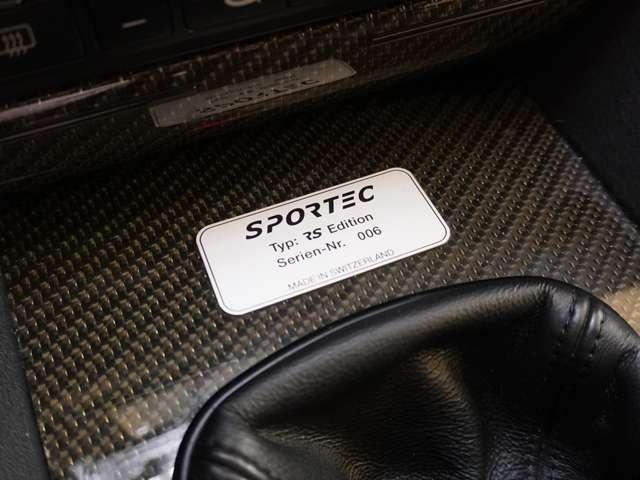 SPORTEC
Typ: RS Edition
Serien-Nr. 006
MADE IN SWITZERLAND